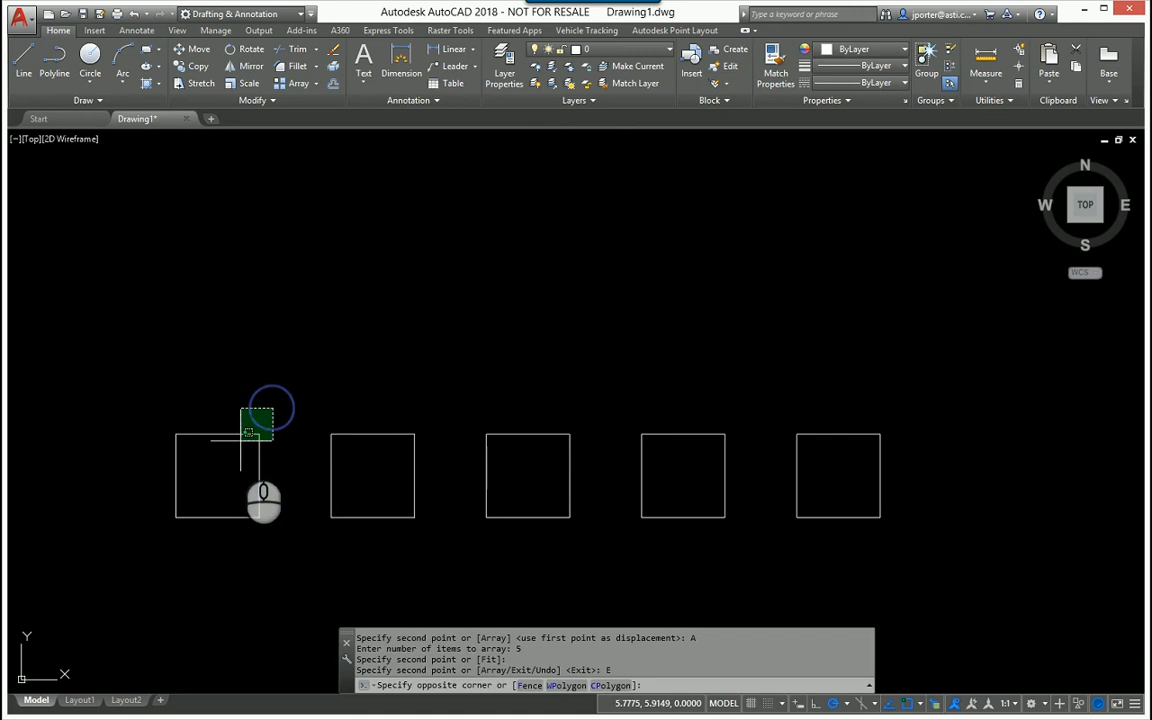 Drafting & Annotation
Autodesk AutoCAD 2018 - NOT FOR RESALE Drawing1.dwg
Type a keyword or phrase
jporter@asti.c...
Home Insert Annotate Parametric View Manage Output Add-ins A360 Express Tools Raster Tools Featured Apps Vehicle Tracking Autodesk Point Layout
Move Rotate Trim Linear 0 Create ByLayer
Copy Mirror Fillet Leader Make Current Edit ByLayer
Stretch Scale Array Table Match Layer ByLayer
Line Polyline Circle Arc Text Dimension Layer Properties Insert Match Properties Group Measure Paste Base
Draw Modify Annotation Layers Block Properties Groups Utilities Clipboard View
Start Drawing1*
[−][Top][2D Wireframe]
N
W TOP E
S
WCS
Y
X
Specify second point or [Array] <use first point as displacement>: A
Enter number of items to array: 5
Specify second point or [Fit]:
Specify second point or [Array/Exit/Undo] <Exit>: E
Specify opposite corner or [Fence WPolygon CPolygon]:
Model Layout1 Layout2
5.7775, 5.9149, 0.0000 MODEL 1:1